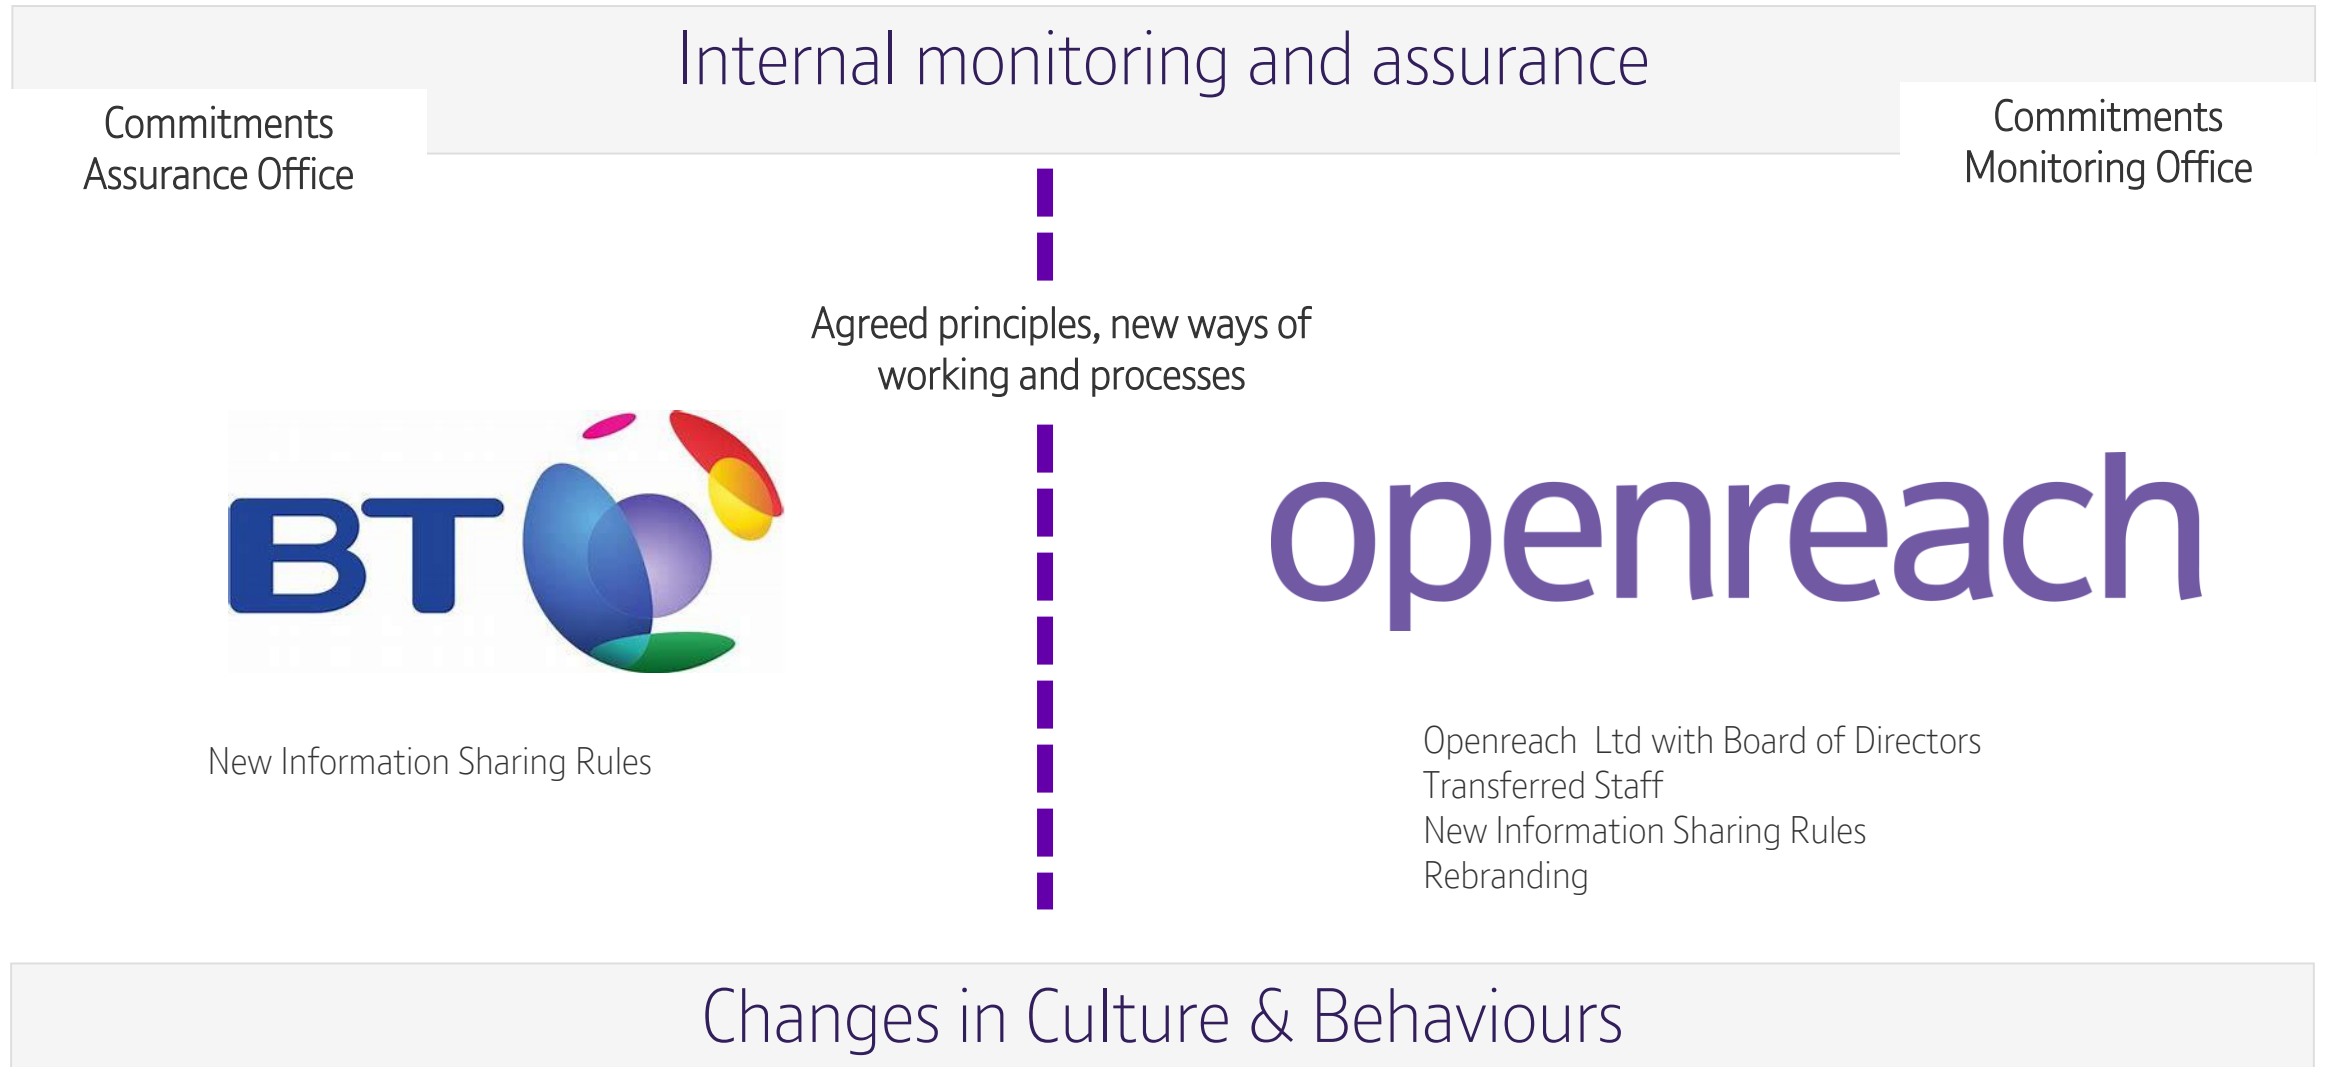 Internal monitoring and assurance
Commitments
Assurance Office
Commitments
Monitoring Office
Agreed principles, new ways of
working and processes
BT
openreach
New Information Sharing Rules
Openreach Ltd with Board of Directors
Transferred Staff
New Information Sharing Rules
Rebranding
Changes in Culture & Behaviours